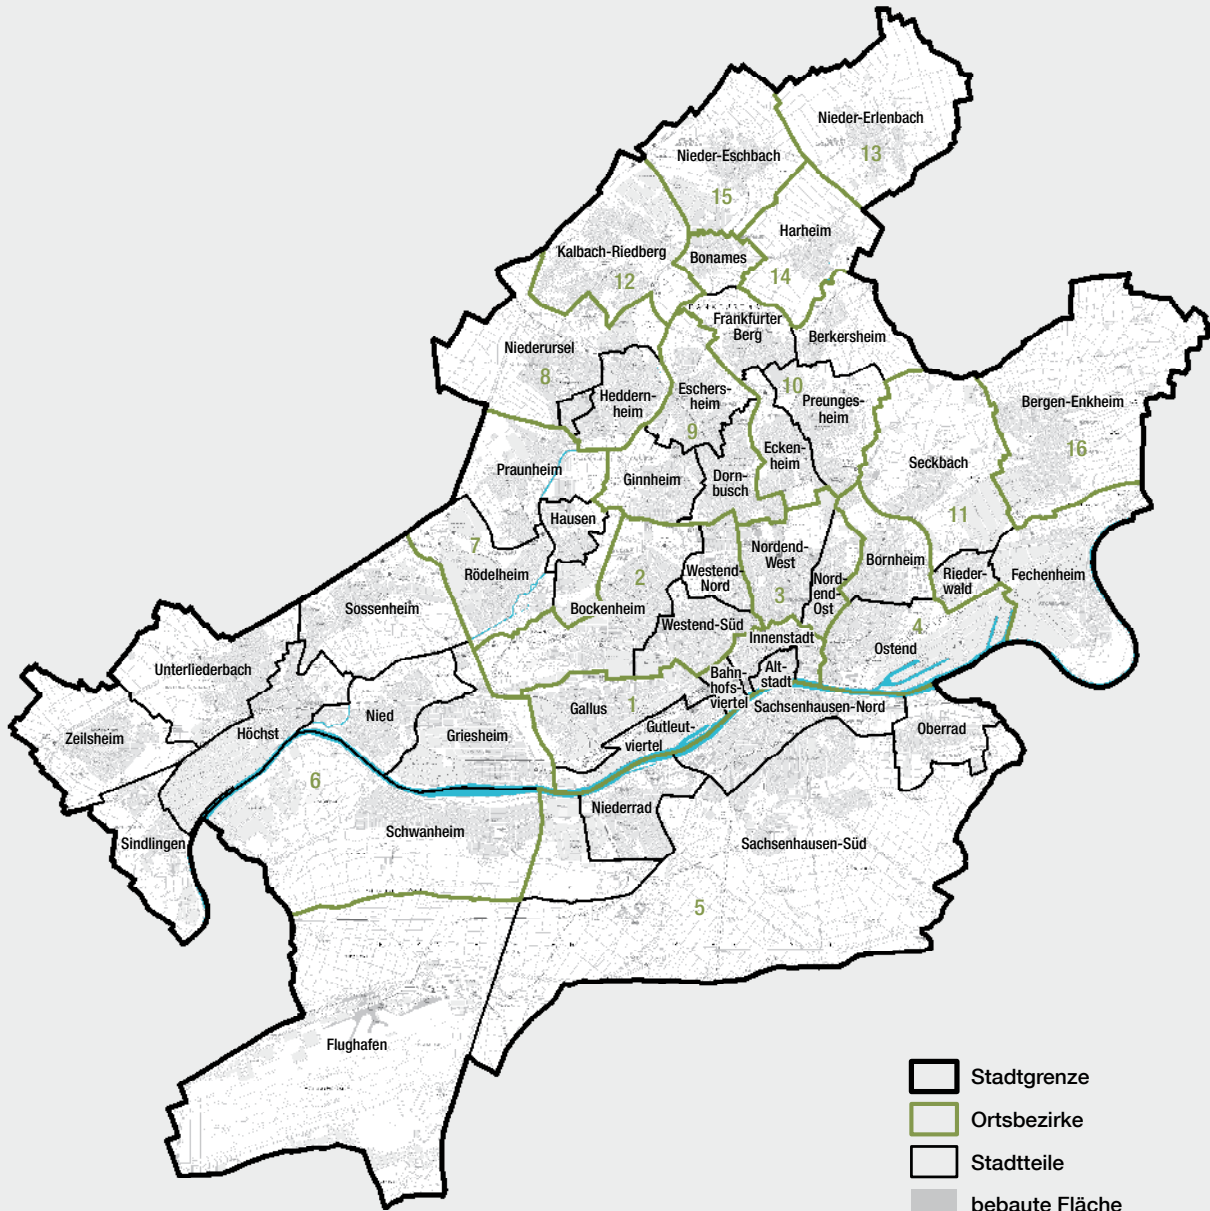 Nieder-Erlenbach
13
Nieder-Eschbach
15
Harheim
14
Kalbach-Riedberg
12
Bonames
Frankfurter
Berg
Berkersheim
Niederursel
8
Heddern-
heim
Eschers-
heim
9
10
Preunges-
heim
Bergen-Enkheim
16
Seckbach
11
Praunheim
Ginnheim
Dorn-
busch
Ecken-
heim
Hausen
7
Rödelheim
2
Bockenheim
Westend-
Nord
Nordend-
West
3
Nord-
end-
Ost
Bornheim
Rieder-
wald
Fechenheim
Sossenheim
Westend-Süd
Innenstadt
4
Ostend
Unterliederbach
Bahn-
hofs-
viertel
Alt-
stadt
Zeilsheim
Höchst
Nied
Griesheim
Gallus
1
Gutleut-
viertel
Sachsenhausen-Nord
Oberrad
6
Schwanheim
Niederrad
Sindlingen
Sachsenhausen-Süd
5
Flughafen
Stadtgrenze
Ortsbezirke
Stadtteile
bebaute Fläche